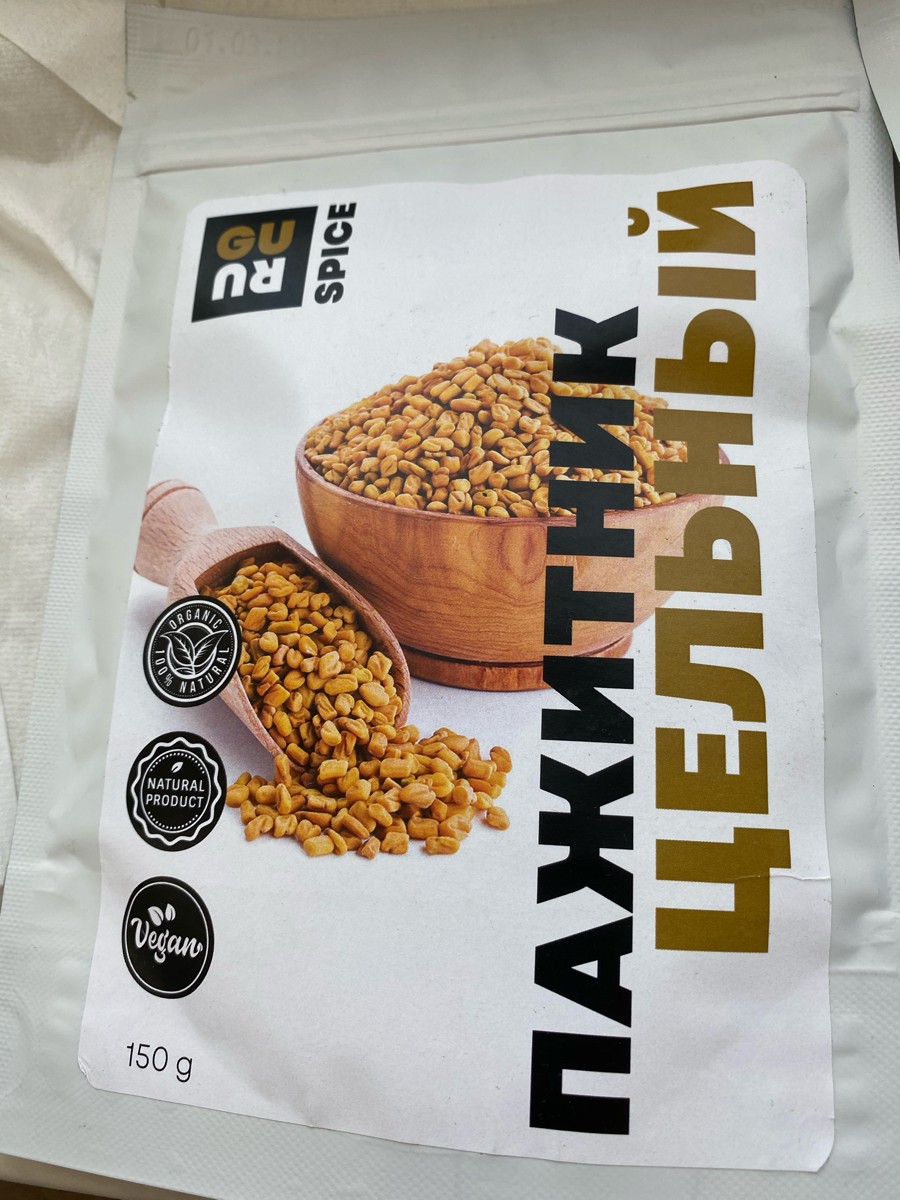 GU
RU
SPICE
ПАЖИТНИК
ЦЕЛЬНЫЙ
ORGANIC
100% NATURAL
NATURAL
PRODUCT
Vegan
150 g